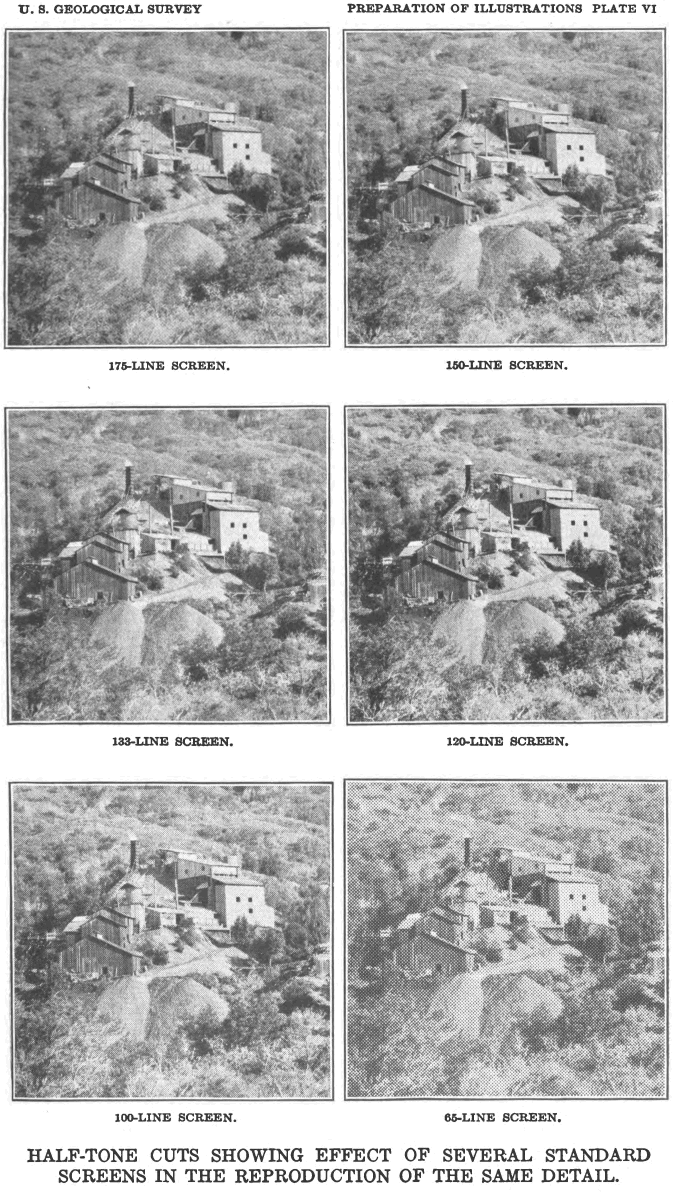 U. S. GEOLOGICAL SURVEY
PREPARATION OF ILLUSTRATIONS PLATE VI
175-LINE SCREEN.
150-LINE SCREEN.
133-LINE SCREEN.
120-LINE SCREEN.
100-LINE SCREEN.
65-LINE SCREEN.
HALF-TONE CUTS SHOWING EFFECT OF SEVERAL STANDARD
SCREENS IN THE REPRODUCTION OF THE SAME DETAIL.